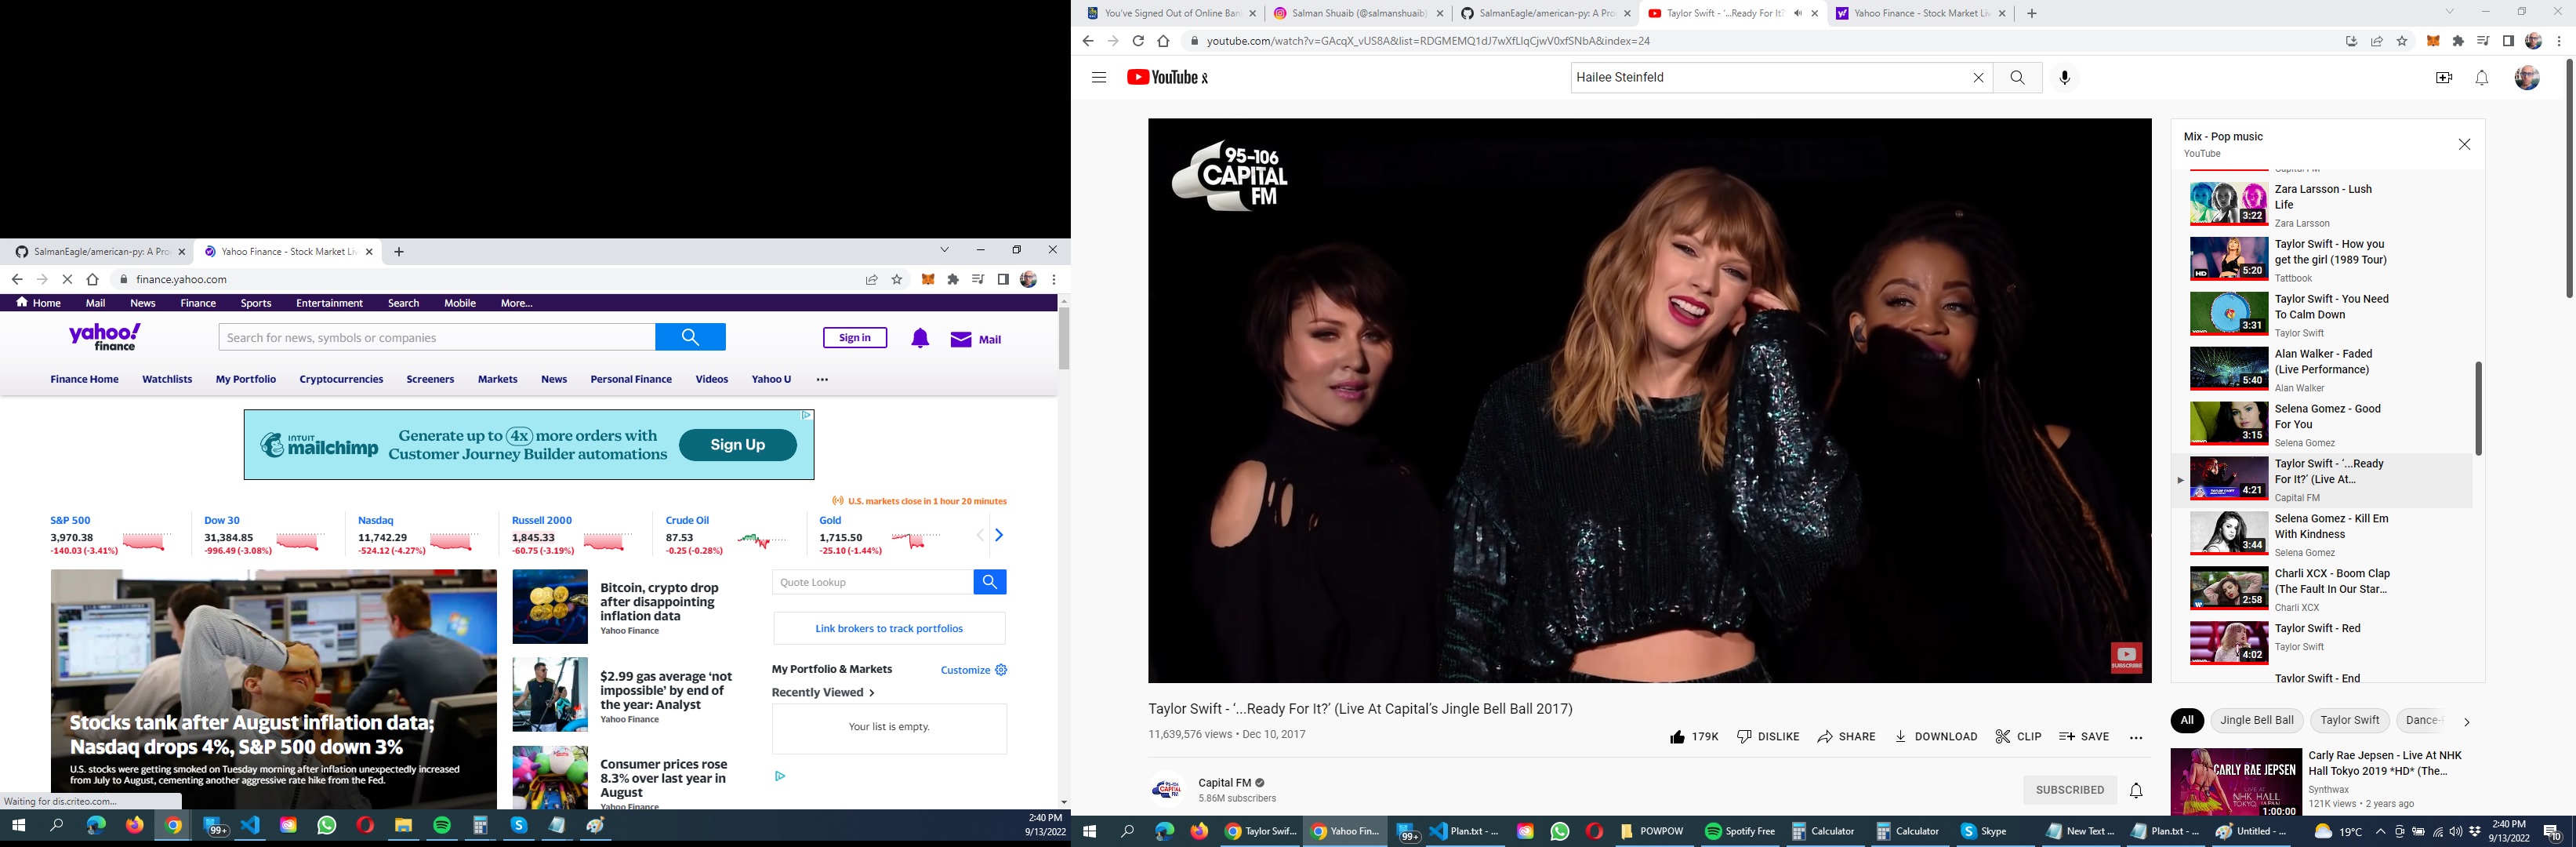 SalmanEagle/american-py: A Pro
Yahoo Finance - Stock Market Liv
finance.yahoo.com
Home Mail News Finance Sports Entertainment Search Mobile More...
yahoo!
finance
Search for news, symbols or companies
Sign in
Mail
Finance Home Watchlists My Portfolio Cryptocurrencies Screeners Markets News Personal Finance Videos Yahoo U ...
INTUIT
mailchimp
Generate up to 4x more orders with
Customer Journey Builder automations
Sign Up
U.S. markets close in 1 hour 20 minutes
S&P 500
3,970.38
-140.03 (-3.41%)
Dow 30
31,384.85
-996.49 (-3.08%)
Nasdaq
11,742.29
-524.12 (-4.27%)
Russell 2000
1,845.33
-60.75 (-3.19%)
Crude Oil
87.53
-0.25 (-0.28%)
Gold
1,715.50
-25.10 (-1.44%)
Stocks tank after August inflation data;
Nasdaq drops 4%, S&P 500 down 3%
U.S. stocks were getting smoked on Tuesday morning after inflation unexpectedly increased
from July to August, cementing another aggressive rate hike from the Fed.
Bitcoin, crypto drop
after disappointing
inflation data
Yahoo Finance
$2.99 gas average 'not
impossible' by end of
the year: Analyst
Yahoo Finance
Consumer prices rose
8.3% over last year in
August
Yahoo Finance
Quote Lookup
Link brokers to track portfolios
My Portfolio & Markets
Customize
Recently Viewed
Your list is empty.
Waiting for dis.criteo.com...
99+
2:40 PM
9/13/2022
You've Signed Out of Online Ban
Salman Shuaib (@salmanshuaib)
SalmanEagle/american-py: A Pro
Taylor Swift - '...Ready For It?'
Yahoo Finance - Stock Market Liv
youtube.com/watch?v=GAcqX_vUS8A&list=RDGMEMQ1dJ7wXfLlqCjwV0xfSNbA&index=24
YouTube
Hailee Steinfeld
95-106
CAPITAL
FM
SUBSCRIBE
Taylor Swift - '...Ready For It?' (Live At Capital's Jingle Bell Ball 2017)
11,639,576 views • Dec 10, 2017
179K
DISLIKE
SHARE
DOWNLOAD
CLIP
SAVE
...
Capital FM
5.86M subscribers
SUBSCRIBED
Mix - Pop music
YouTube
Capital FM
Zara Larsson - Lush
Life
Zara Larsson
3:22
Taylor Swift - How you
get the girl (1989 Tour)
Tattbook
HD
5:20
Taylor Swift - You Need
To Calm Down
Taylor Swift
3:31
Alan Walker - Faded
(Live Performance)
Alan Walker
5:40
Selena Gomez - Good
For You
Selena Gomez
3:15
Taylor Swift - '...Ready
For It?' (Live At...
Capital FM
4:21
Selena Gomez - Kill Em
With Kindness
Selena Gomez
3:44
Charli XCX - Boom Clap
(The Fault In Our Star...
Charli XCX
2:58
Taylor Swift - Red
Taylor Swift
4:02
Taylor Swift - End
All
Jingle Bell Ball
Taylor Swift
Dance-
CARLY RAE JEPSEN
LIVE AT
NHK HALL
TOKYO, JAPAN
1:00:00
Carly Rae Jepsen - Live At NHK
Hall Tokyo 2019 *HD* (The...
Synthwax
121K views • 2 years ago
Taylor Swif...
Yahoo Fin...
99+
Plan.txt - ...
POWPOW
Spotify Free
Calculator
Calculator
Skype
New Text ...
Plan.txt - ...
Untitled - ...
19°C
2:40 PM
9/13/2022
10